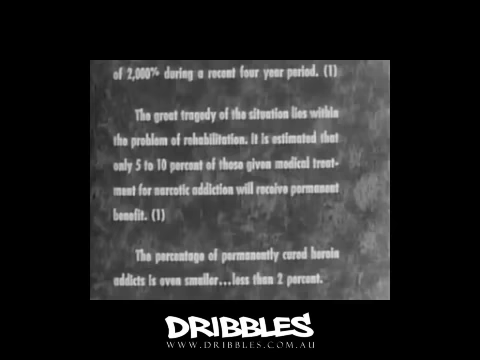 of 2,000% during a recent four year period. (1)
The great tragedy of the situation lies within
the problem of rehabilitation. It is estimated that
only 5 to 10 percent of those given medical treat-
ment for narcotic addiction will receive permanent
benefit. (1)
The percentage of permanently cured heroin
addicts is even smaller...less than 2 percent.
DRIBBLES
WWW.DRIBBLES.COM.AU